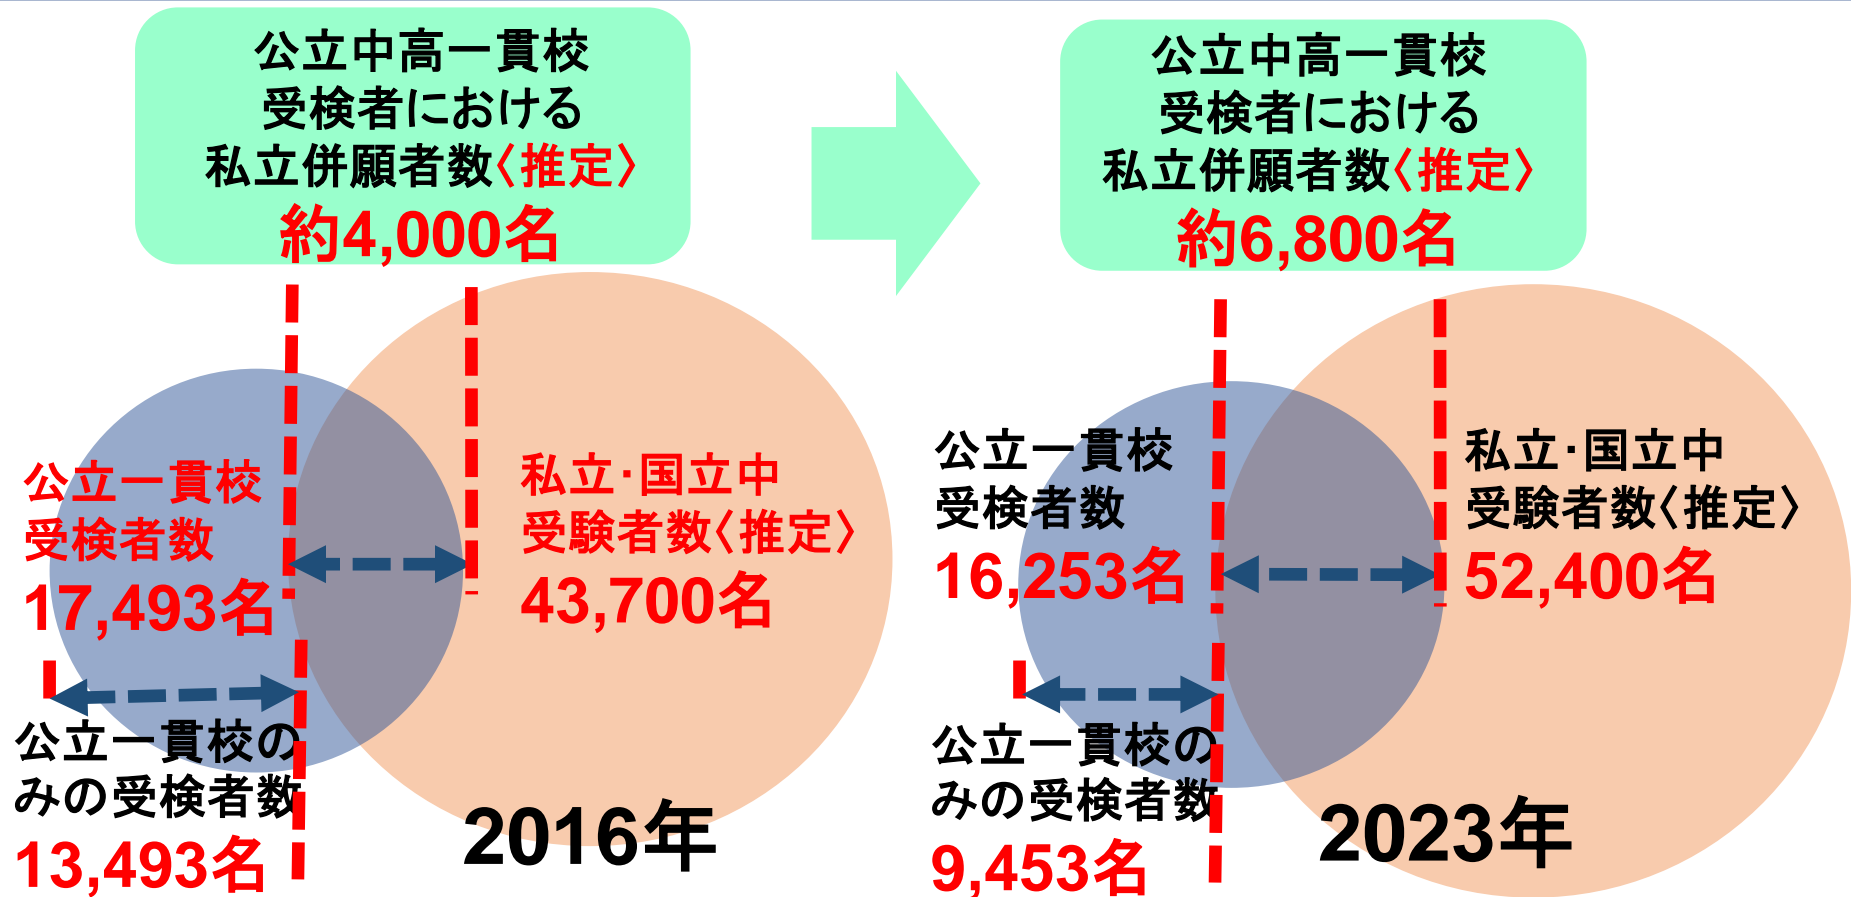 公立中高一貫校
受検者における
私立併願者数〈推定〉
約4,000名
公立一貫校
受検者数
17,493名
私立・国立中
受験者数〈推定〉
43,700名
公立一貫校の
みの受検者数
13,493名
2016年
公立中高一貫校
受検者における
私立併願者数〈推定〉
約6,800名
公立一貫校
受検者数
16,253名
私立・国立中
受験者数〈推定〉
52,400名
公立一貫校の
みの受検者数
9,453名
2023年